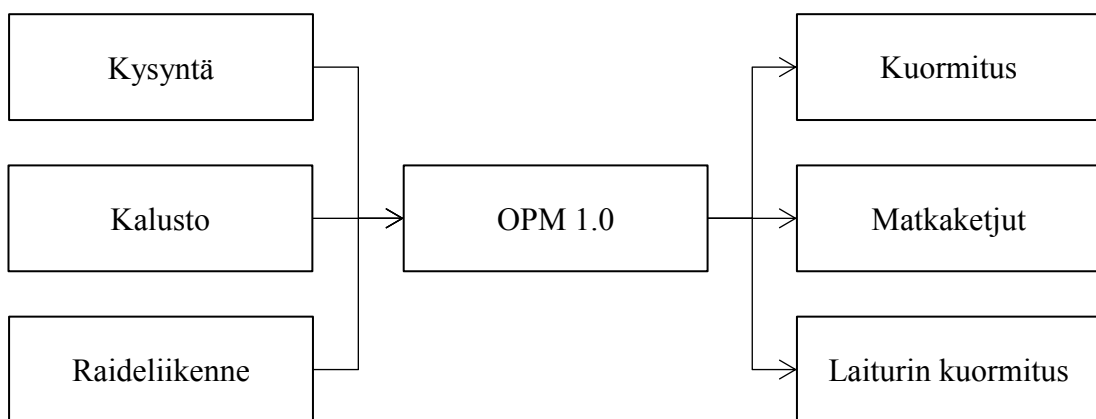 Kysyntä
Kalusto
Raideliikenne
OPM 1.0
Kuormitus
Matkaketjut
Laiturin kuormitus